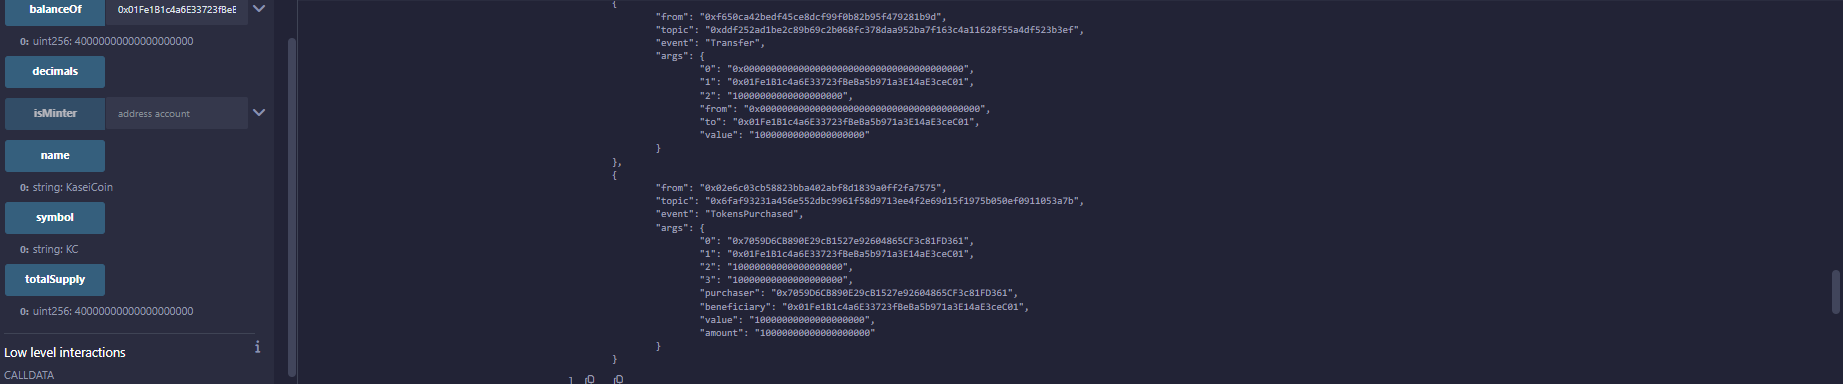 balanceOf
0x01Fe1B1c4a6E33723fBeE
0: uint256: 40000000000000000000
decimals
isMinter
address account
name
0: string: KaseiCoin
symbol
0: string: KC
totalSupply
0: uint256: 40000000000000000000
Low level interactions
i
CALLDATA
{
"from": "0xf650ca42bedf45ce8dcf99f0b82b95f479281b9d",
"topic": "0xddf252ad1be2c89b69c2b068fc378daa952ba7f163c4a11628f55a4df523b3ef",
"event": "Transfer",
"args": {
"0": "0x0000000000000000000000000000000000000000",
"1": "0x01Fe1B1c4a6E33723fBeBa5b971a3E14aE3ceC01",
"2": "10000000000000000000",
"from": "0x0000000000000000000000000000000000000000",
"to": "0x01Fe1B1c4a6E33723fBeBa5b971a3E14aE3ceC01",
"value": "10000000000000000000"
}
},
{
"from": "0x02e6c03cb58823bba402abf8d1839a0ff2fa7575",
"topic": "0x6faf93231a456e552dbc9961f58d9713ee4f2e69d15f1975b050ef0911053a7b",
"event": "TokensPurchased",
"args": {
"0": "0x7059D6CB890E29cB1527e92604865CF3c81FD361",
"1": "0x01Fe1B1c4a6E33723fBeBa5b971a3E14aE3ceC01",
"2": "10000000000000000000",
"3": "10000000000000000000",
"purchaser": "0x7059D6CB890E29cB1527e92604865CF3c81FD361",
"beneficiary": "0x01Fe1B1c4a6E33723fBeBa5b971a3E14aE3ceC01",
"value": "10000000000000000000",
"amount": "10000000000000000000"
}
}
]